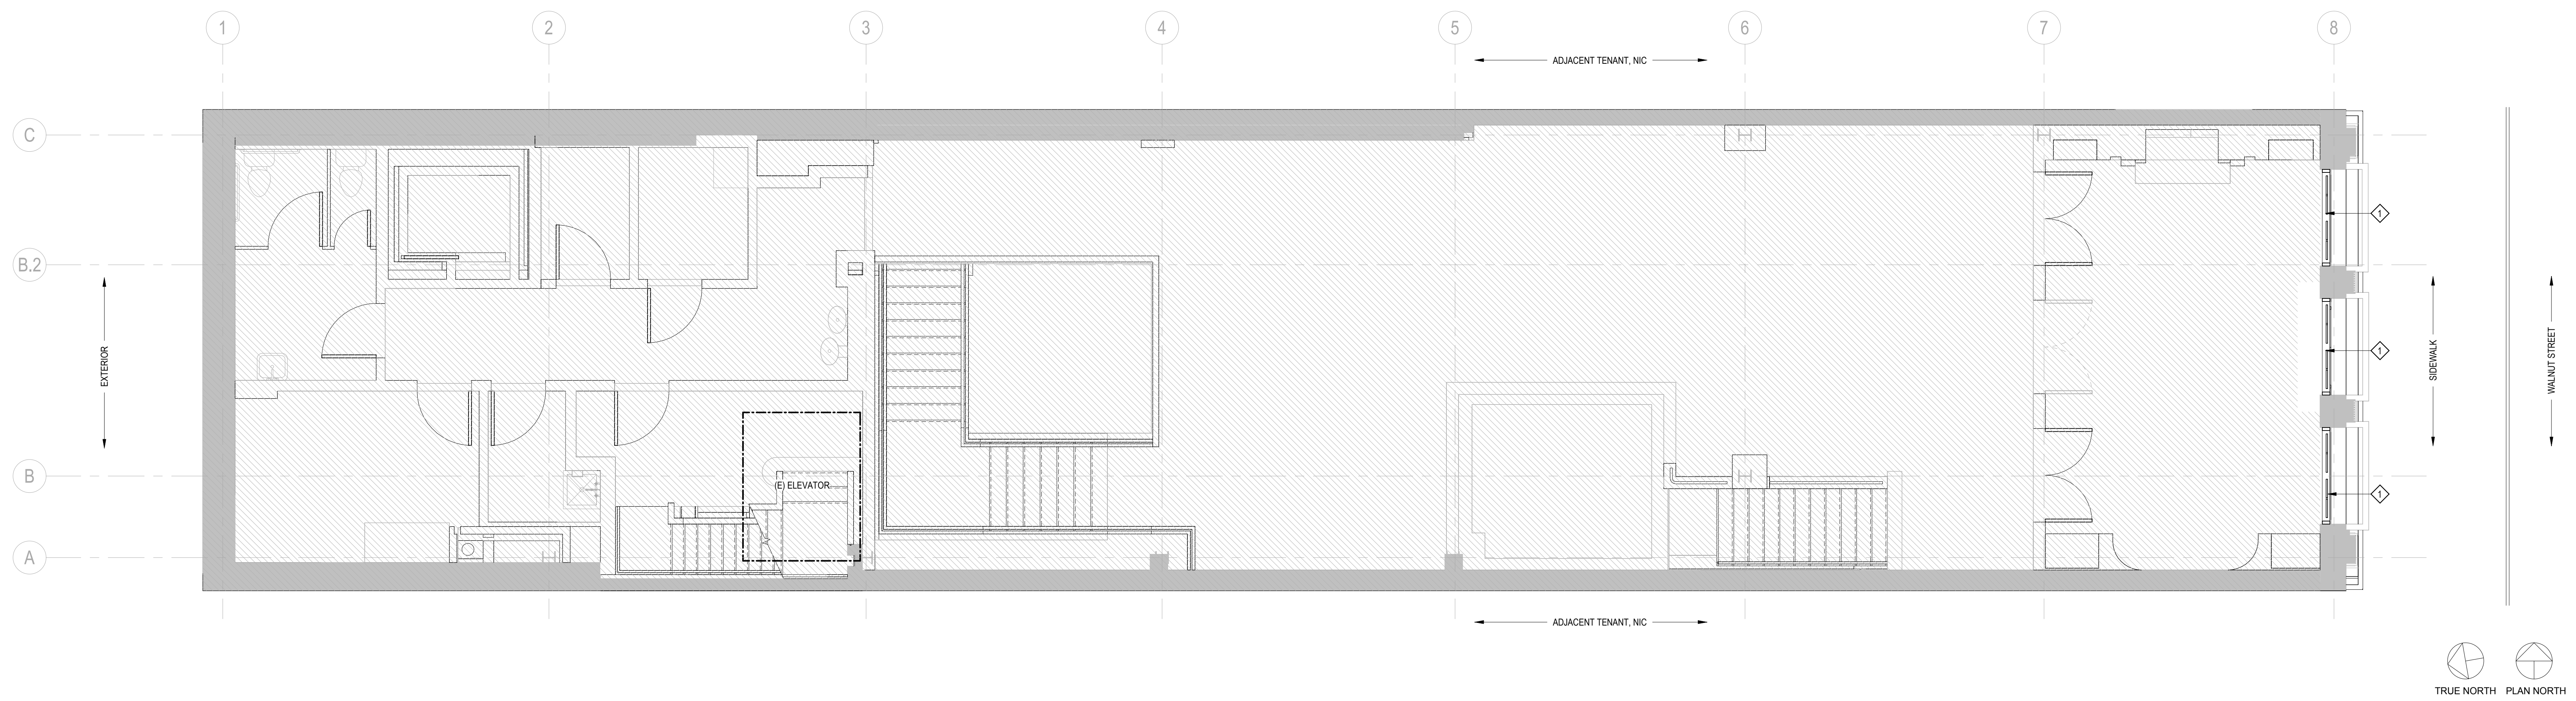 1 2 3 4 5 6 7 8
ADJACENT TENANT, NIC
C
B.2
B
A
EXTERIOR
(E) ELEVATOR
1
1
1
SIDEWALK
WALNUT STREET
ADJACENT TENANT, NIC
TRUE NORTH PLAN NORTH